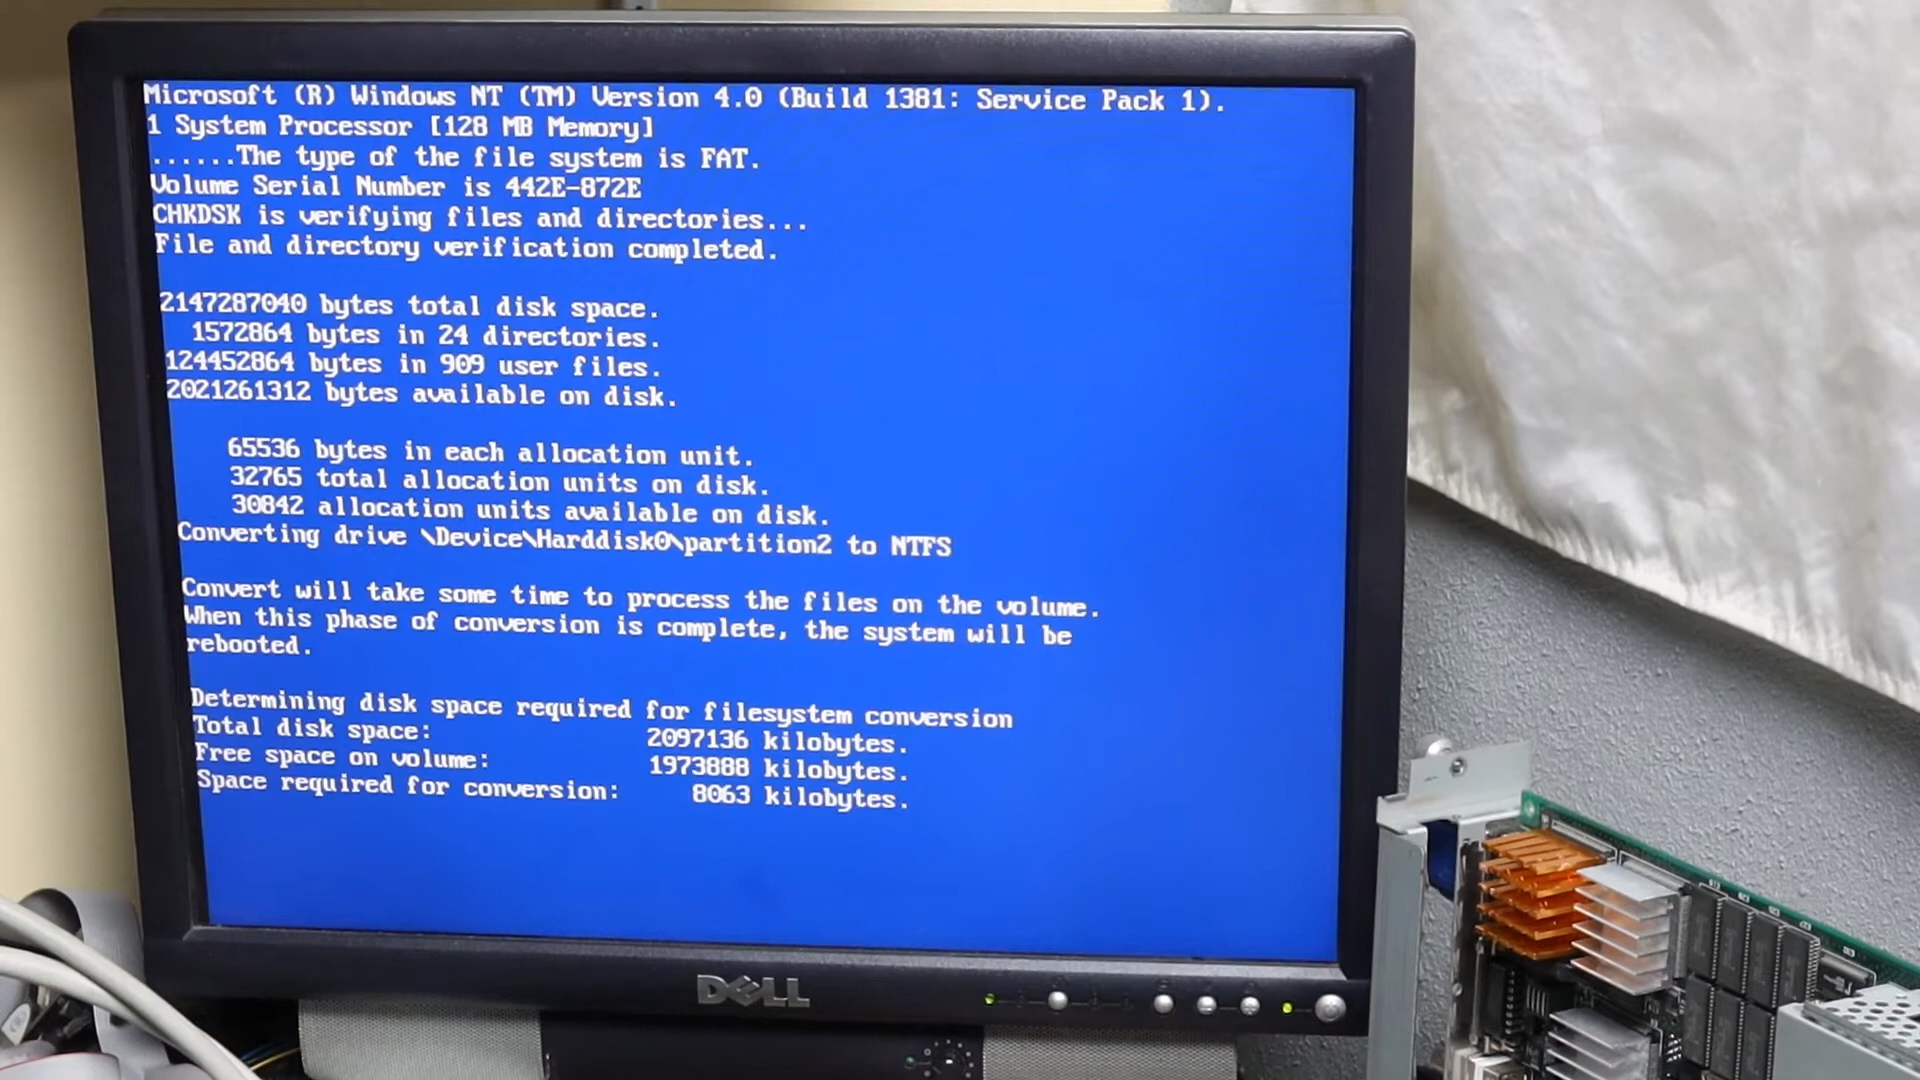 Microsoft (R) Windows NT (TM) Version 4.0 (Build 1381: Service Pack 1).
1 System Processor [128 MB Memory]
......The type of the file system is FAT.
Volume Serial Number is 442E-872E
CHKDSK is verifying files and directories...
File and directory verification completed.
2147287040 bytes total disk space.
1572864 bytes in 24 directories.
124452864 bytes in 909 user files.
2021261312 bytes available on disk.
65536 bytes in each allocation unit.
32765 total allocation units on disk.
30842 allocation units available on disk.
Converting drive \Device\Harddisk0\partition2 to NTFS
Convert will take some time to process the files on the volume.
When this phase of conversion is complete, the system will be
rebooted.
Determining disk space required for filesystem conversion
Total disk space: 2097136 kilobytes.
Free space on volume: 1973888 kilobytes.
Space required for conversion: 8063 kilobytes.
DELL